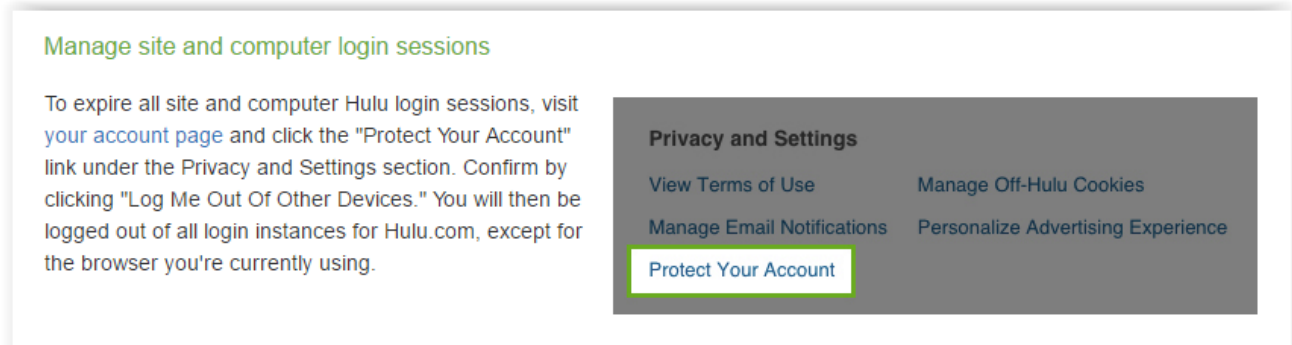 Manage site and computer login sessions
To expire all site and computer Hulu login sessions, visit
your account page and click the "Protect Your Account"
link under the Privacy and Settings section. Confirm by
clicking "Log Me Out Of Other Devices." You will then be
logged out of all login instances for Hulu.com, except for
the browser you're currently using.
Privacy and Settings
View Terms of Use Manage Off-Hulu Cookies
Manage Email Notifications Personalize Advertising Experience
Protect Your Account